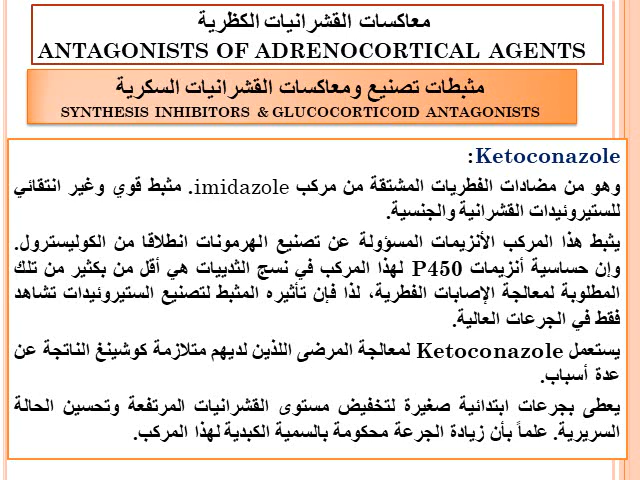 معاكسات القشرانيات الكظرية
ANTAGONISTS OF ADRENOCORTICAL AGENTS
مثبطات تصنيع ومعاكسات القشرانيات السكرية
SYNTHESIS INHIBITORS & GLUCOCORTICOID ANTAGONISTS
Ketoconazole:
وهو من مضادات الفطريات المشتقة من مركب imidazole. مثبط قوي وغير انتقائي
للستيروئيدات القشرانية والجنسية.
يثبط هذا المركب الأنزيمات المسؤولة عن تصنيع الهرمونات انطلاقا من الكوليسترول.
وإن حساسية أنزيمات P450 لهذا المركب في نسج الثدييات هي أقل من بكثير من تلك
المطلوبة لمعالجة الإصابات الفطرية، لذا فإن تأثيره المثبط لتصنيع الستيروئيدات تشاهد
فقط في الجرعات العالية.
يستعمل Ketoconazole لمعالجة المرضى اللذين لديهم متلازمة كوشينغ الناتجة عن
عدة أسباب.
يعطى بجرعات ابتدائية صغيرة لتخفيض مستوى القشرانيات المرتفعة وتحسين الحالة
السريرية. علماً بأن زيادة الجرعة محكومة بالسمية الكبدية لهذا المركب.